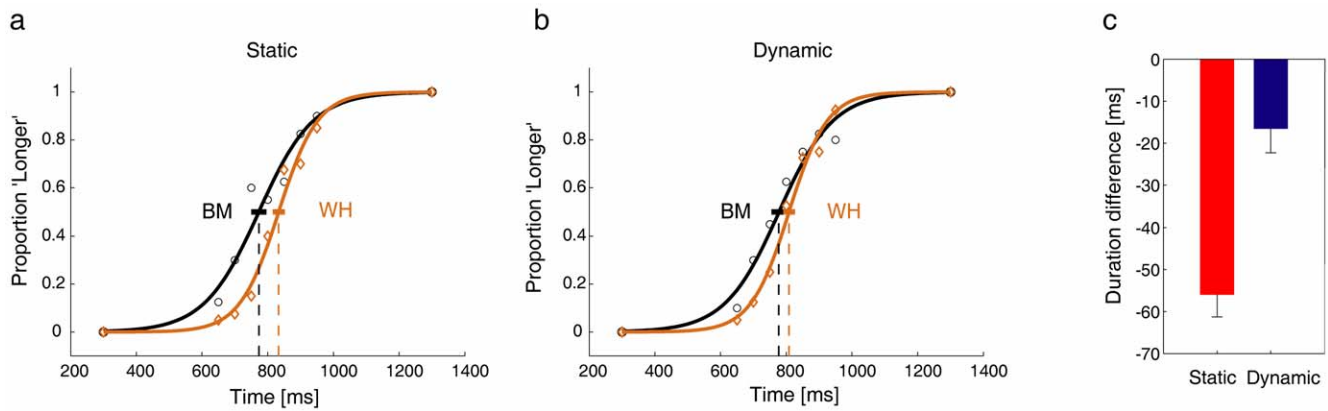 a
Static
Proportion 'Longer'
1
0.8
0.6
0.4
0.2
0
BM
WH
200 400 600 800 1000 1200 1400
Time [ms]
b
Dynamic
Proportion 'Longer'
1
0.8
0.6
0.4
0.2
0
BM
WH
200 400 600 800 1000 1200 1400
Time [ms]
c
Duration difference [ms]
0
-10
-20
-30
-40
-50
-60
-70
Static Dynamic